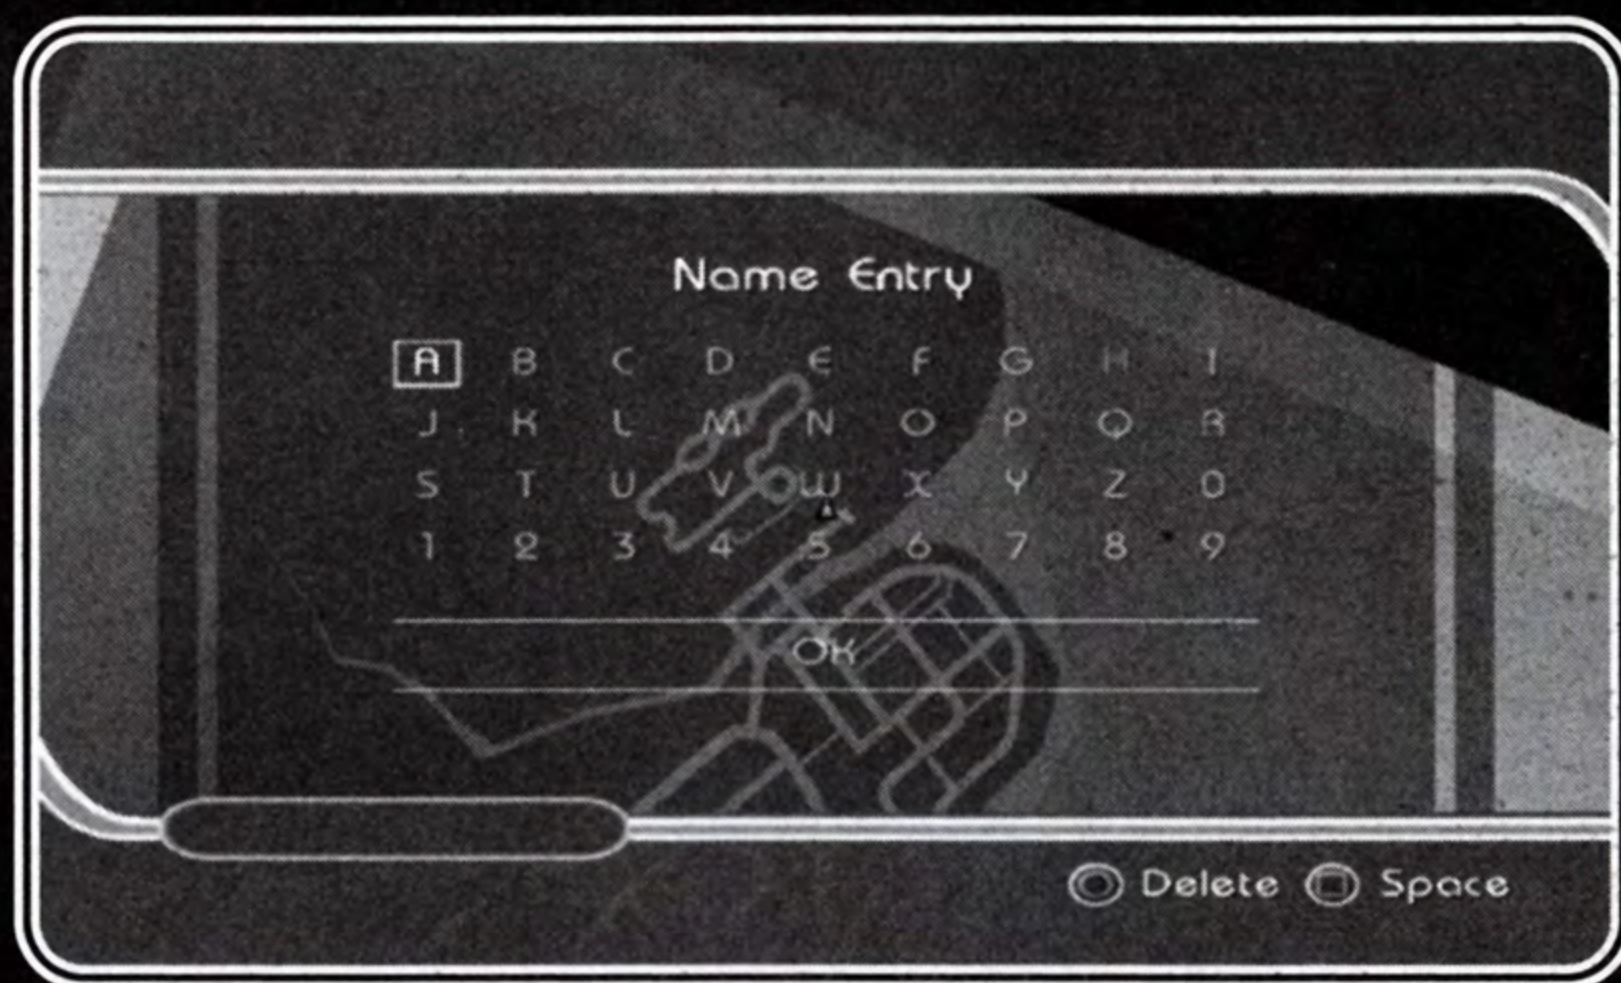 Name Entry
A B C D E F G H I
J K L M N O P Q R
S T U V W X Y Z 0
1 2 3 4 5 6 7 8 9
OK
Delete Space